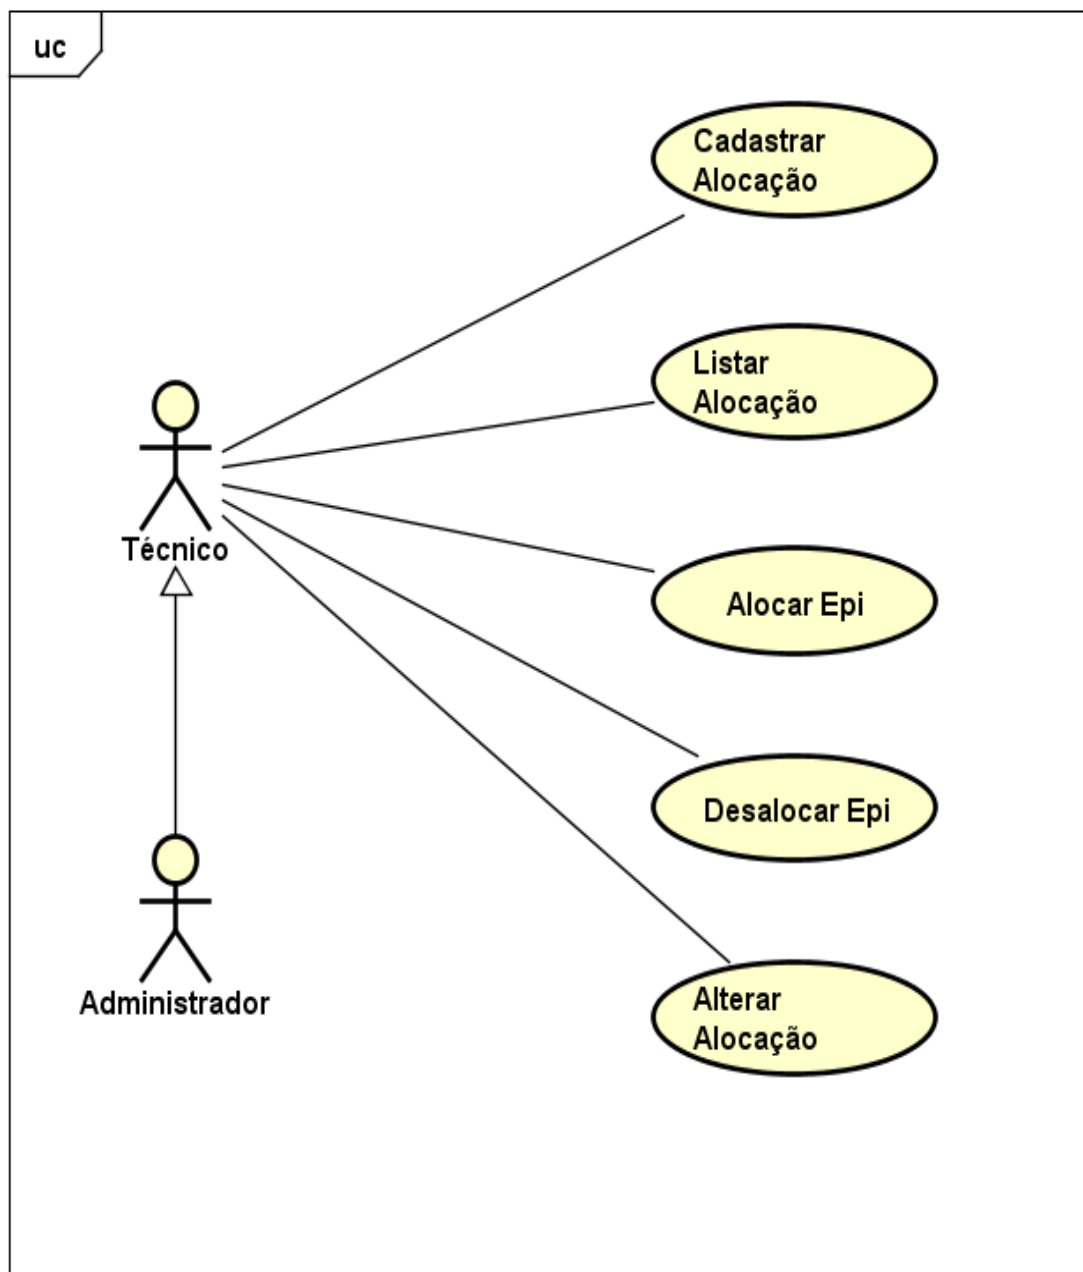 uc
Cadastrar
Alocação
Listar
Alocação
Técnico
Alocar Epi
Desalocar Epi
Administrador
Alterar
Alocação